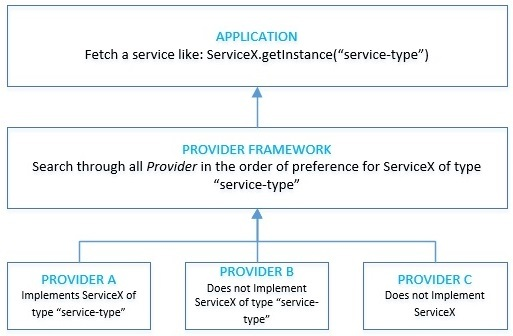 APPLICATION
Fetch a service like: ServiceX.getInstance(“service-type”)
PROVIDER FRAMEWORK
Search through all Provider in the order of preference for ServiceX of type
“service-type”
PROVIDER A
Implements ServiceX of
type “service-type”
PROVIDER B
Does not Implement
ServiceX of type “service-
type”
PROVIDER C
Does not Implement
ServiceX